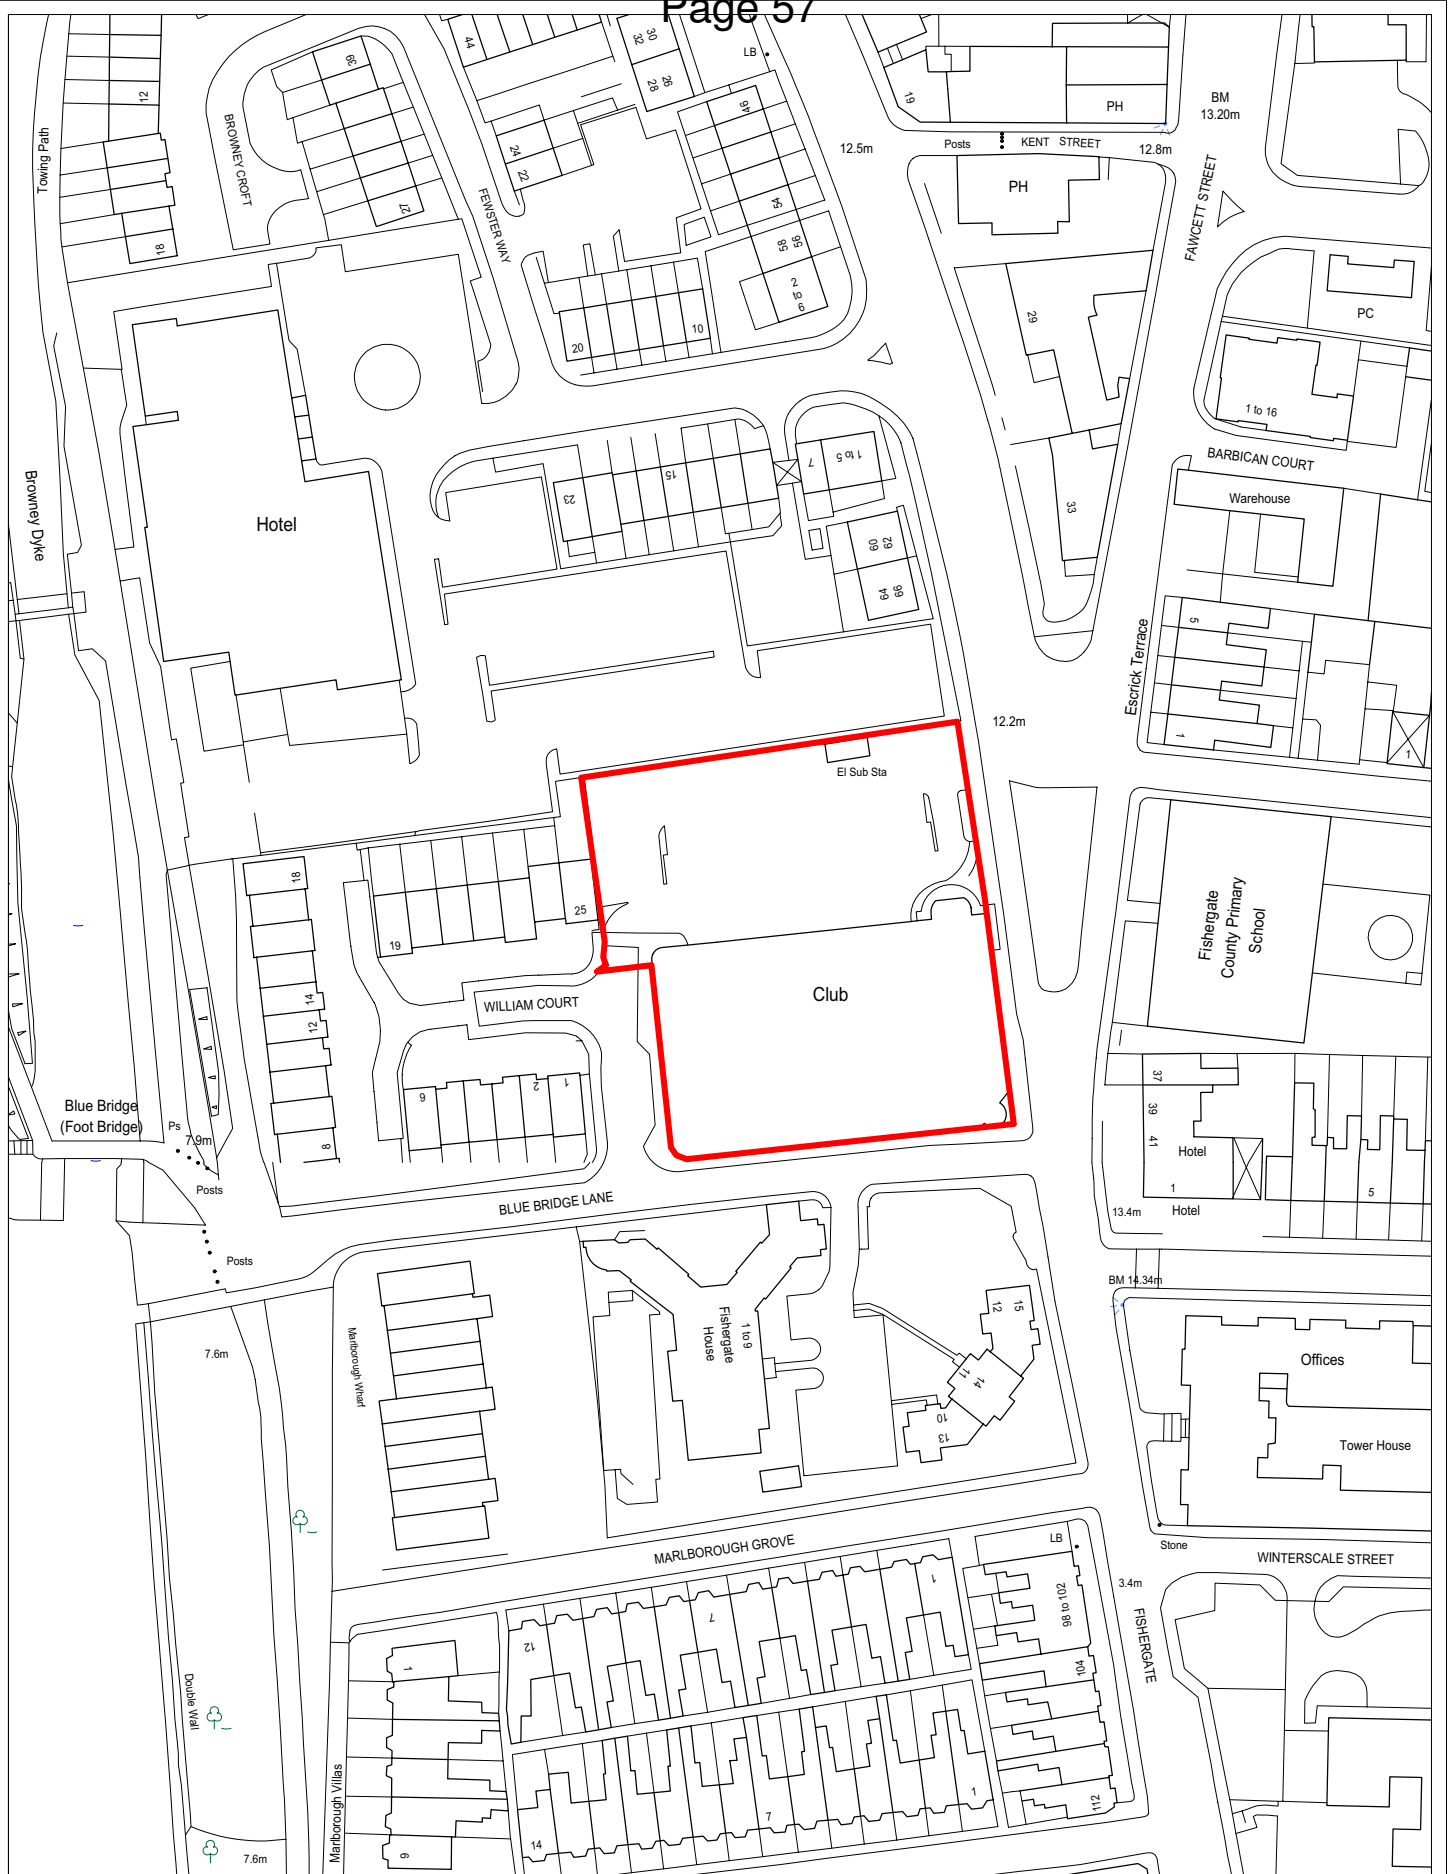 Page 57
44
30
32
26
28
LB
39
12
BROWNEY CROFT
Towing Path
27
18
24
22
FEWSTER WAY
46
54
56
58
2
to
6
10
20
19
PH
BM
13.20m
12.5m
Posts
KENT STREET
12.8m
PH
FAWCETT STREET
29
PC
1 to 16
BARBICAN COURT
Warehouse
33
Browney Dyke
Hotel
23
15
7
1 to 5
62
60
66
64
5
Escrick Terrace
1
1
12.2m
El Sub Sta
Fishergate
County Primary
School
18
25
19
14
12
WILLIAM COURT
Club
6
2
1
8
Blue Bridge
(Foot Bridge)
Ps
7.9m
Posts
BLUE BRIDGE LANE
Posts
37
39
41
Hotel
1
Hotel
5
13.4m
BM 14.34m
7.6m
Marlborough Wharf
1 to 9
Fishergate
House
15
12
14
11
10
13
Offices
Tower House
MARLBOROUGH GROVE
LB
Stone
WINTERSCALE STREET
3.4m
98 to 102
FISHERGATE
104
112
12
7
1
1
Double Wall
Marlborough Villas
6
14
7
1
7.6m